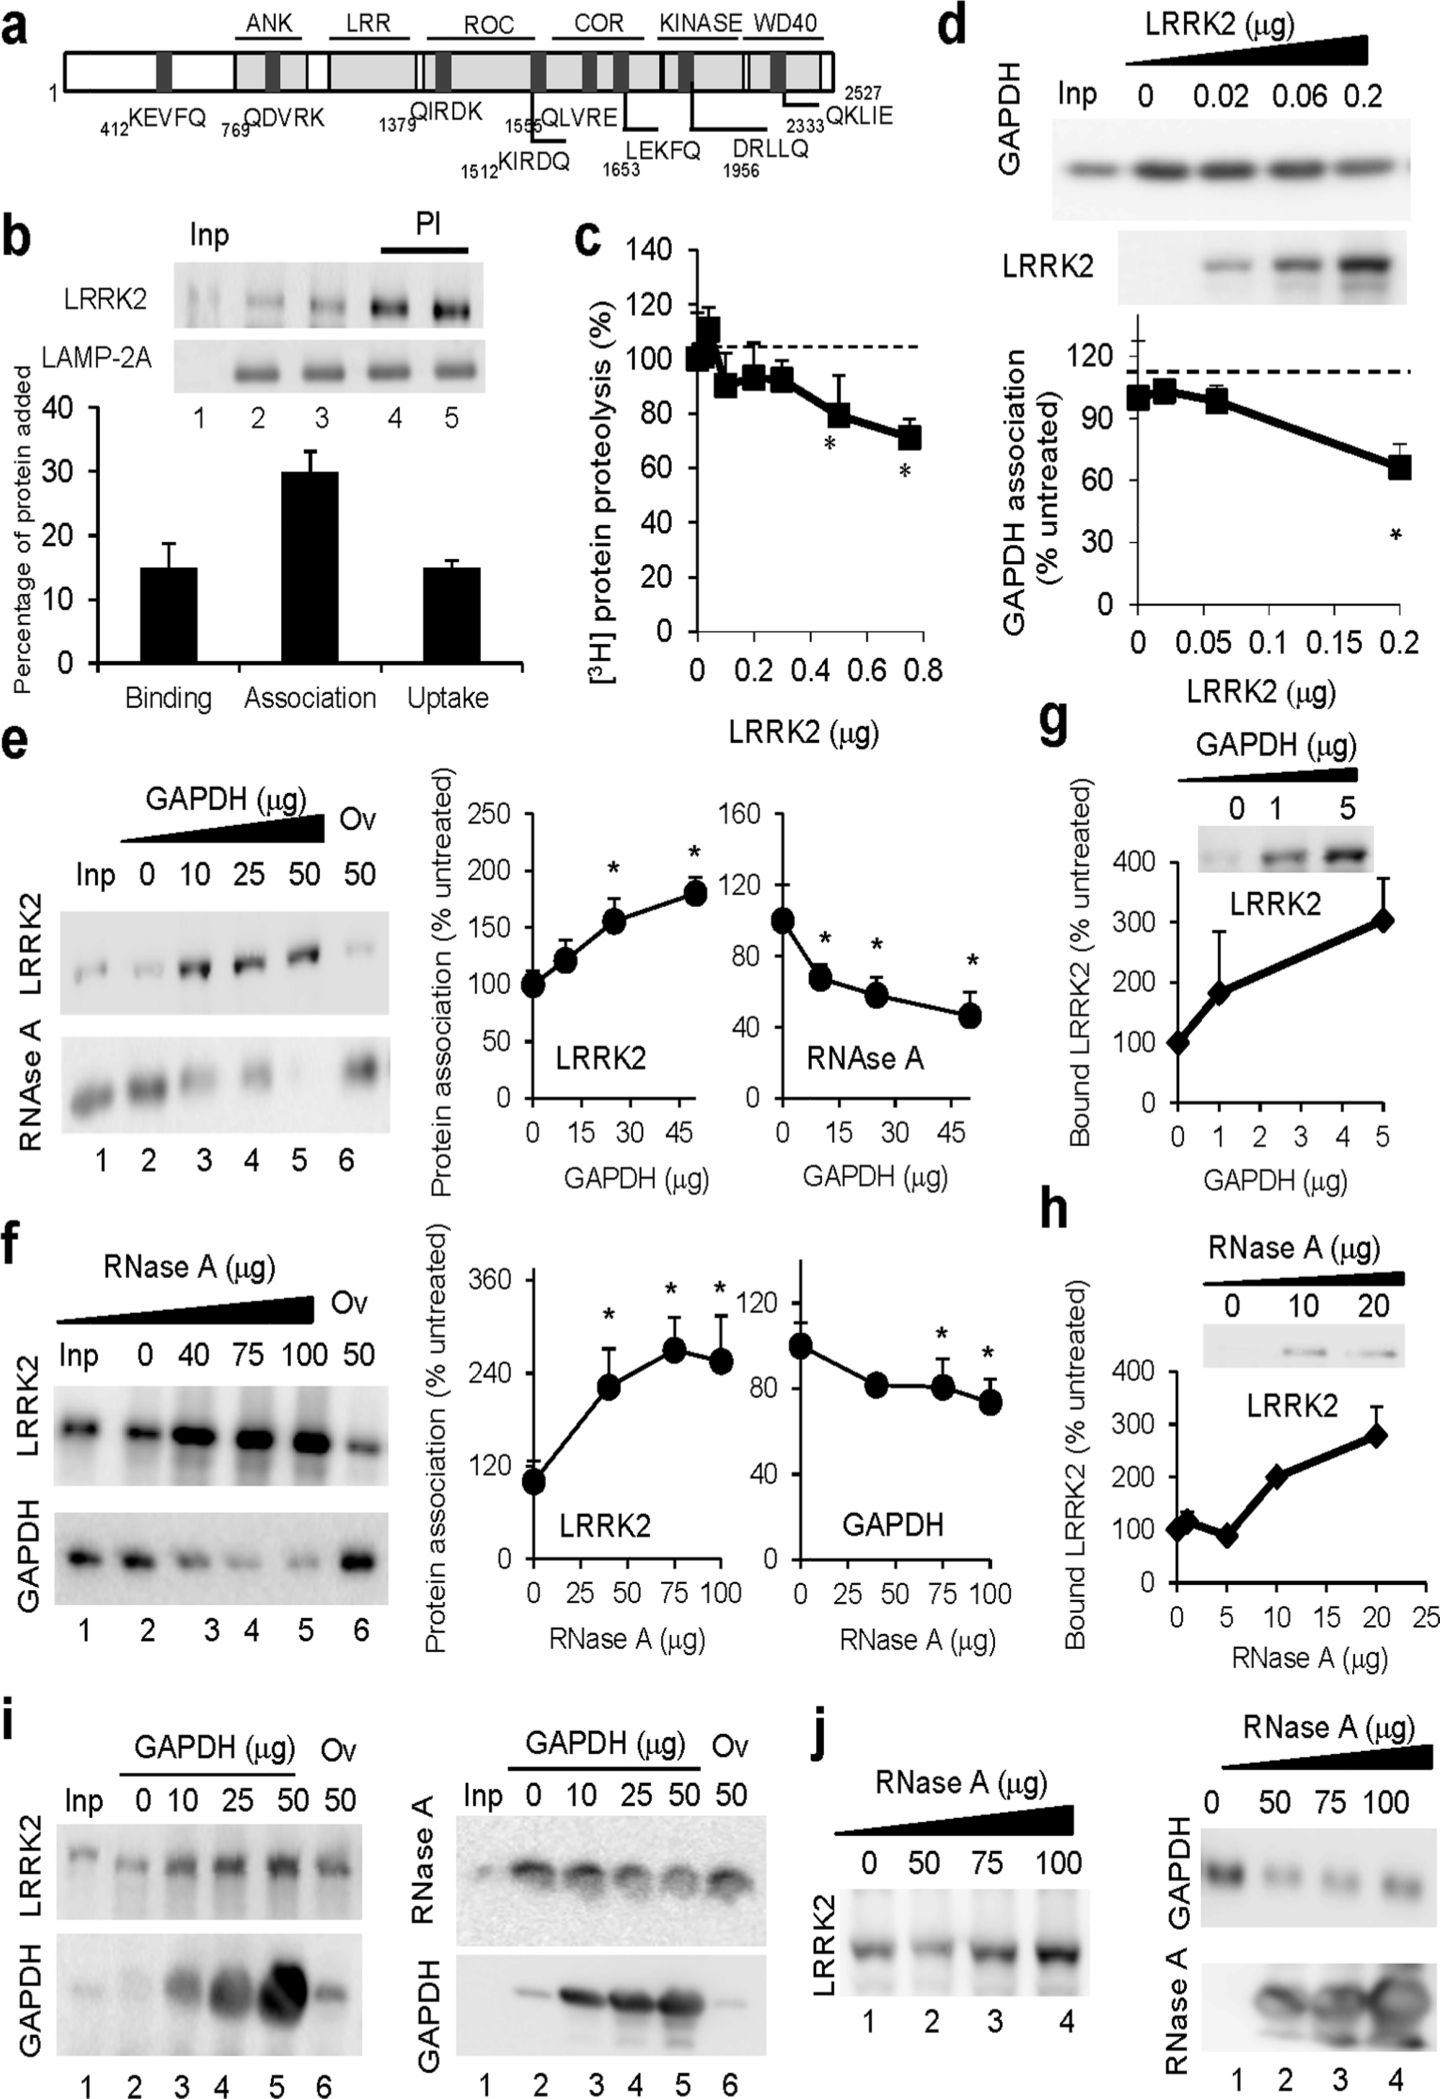 a
ANK LRR ROC COR KINASE WD40
1 2527
412KEVFQ 769QDVRK 1379QIRDK 1555QLVRE 2333QKLIE
1512KIRDQ 1653LEKFQ 1956DRLLQ
b
Inp PI
LRRK2
LAMP-2A
1 2 3 4 5
Percentage of protein added
40
30
20
10
0
Binding Association Uptake
c
[³H] protein proteolysis (%)
140
120
100
80
60
40
20
0
* *
0 0.2 0.4 0.6 0.8
LRRK2 (µg)
d
LRRK2 (µg)
Inp 0 0.02 0.06 0.2
GAPDH
LRRK2
GAPDH association
(% untreated)
120
90
60
30
0
*
0 0.05 0.1 0.15 0.2
LRRK2 (µg)
e
GAPDH (µg) Ov
Inp 0 10 25 50 50
LRRK2
RNAse A
1 2 3 4 5 6
Protein association (% untreated)
250
200
150
100
50
0
* *
LRRK2
0 15 30 45
GAPDH (µg)
160
120
80
40
0
* * *
RNAse A
0 15 30 45
GAPDH (µg)
f
RNase A (µg) Ov
Inp 0 40 75 100 50
LRRK2
GAPDH
1 2 3 4 5 6
Protein association (% untreated)
360
240
120
0
* * *
LRRK2
0 25 50 75 100
RNase A (µg)
120
80
40
0
* *
GAPDH
0 25 50 75 100
RNase A (µg)
g
GAPDH (µg)
0 1 5
LRRK2
Bound LRRK2 (% untreated)
400
300
200
100
0
0 1 2 3 4 5
GAPDH (µg)
h
RNase A (µg)
0 10 20
LRRK2
Bound LRRK2 (% untreated)
400
300
200
100
0
0 5 10 15 20 25
RNase A (µg)
i
GAPDH (µg) Ov
Inp 0 10 25 50 50
LRRK2
GAPDH
1 2 3 4 5 6
GAPDH (µg) Ov
Inp 0 10 25 50 50
RNase A
GAPDH
1 2 3 4 5 6
j
RNase A (µg)
0 50 75 100
LRRK2
1 2 3 4
RNase A (µg)
0 50 75 100
GAPDH
RNase A
1 2 3 4